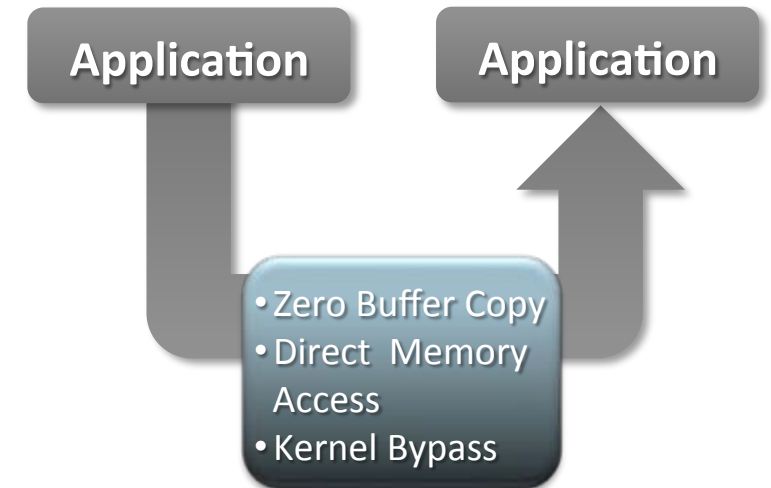 Application
Application
• Zero Buffer Copy
• Direct Memory
Access
• Kernel Bypass